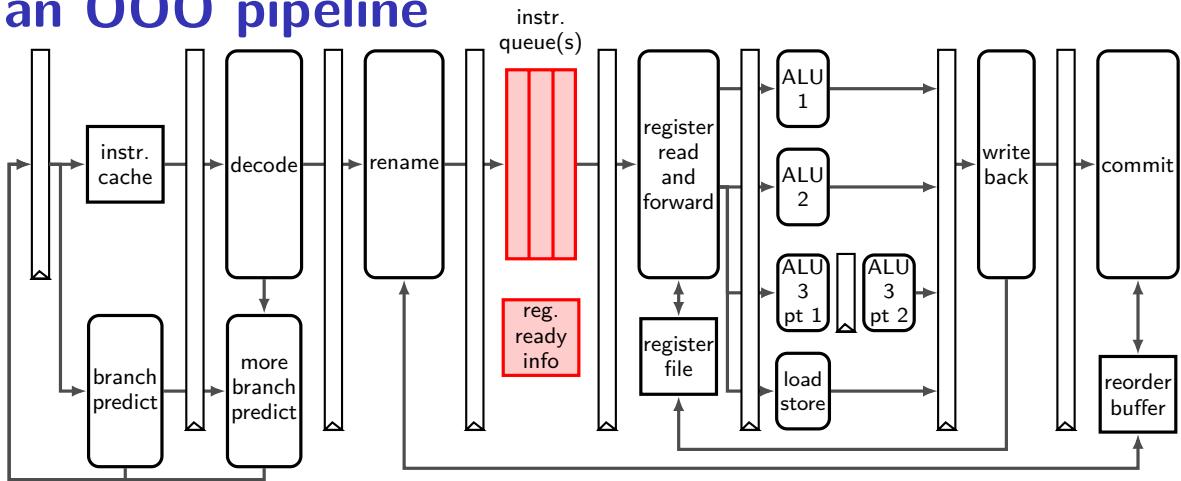 an OOO pipeline
instr.
queue(s)
instr.
cache
decode
rename
register
read
and
forward
ALU
1
ALU
2
ALU
3
pt 1
ALU
3
pt 2
load
store
write
back
commit
branch
predict
more
branch
predict
reg.
ready
info
register
file
reorder
buffer